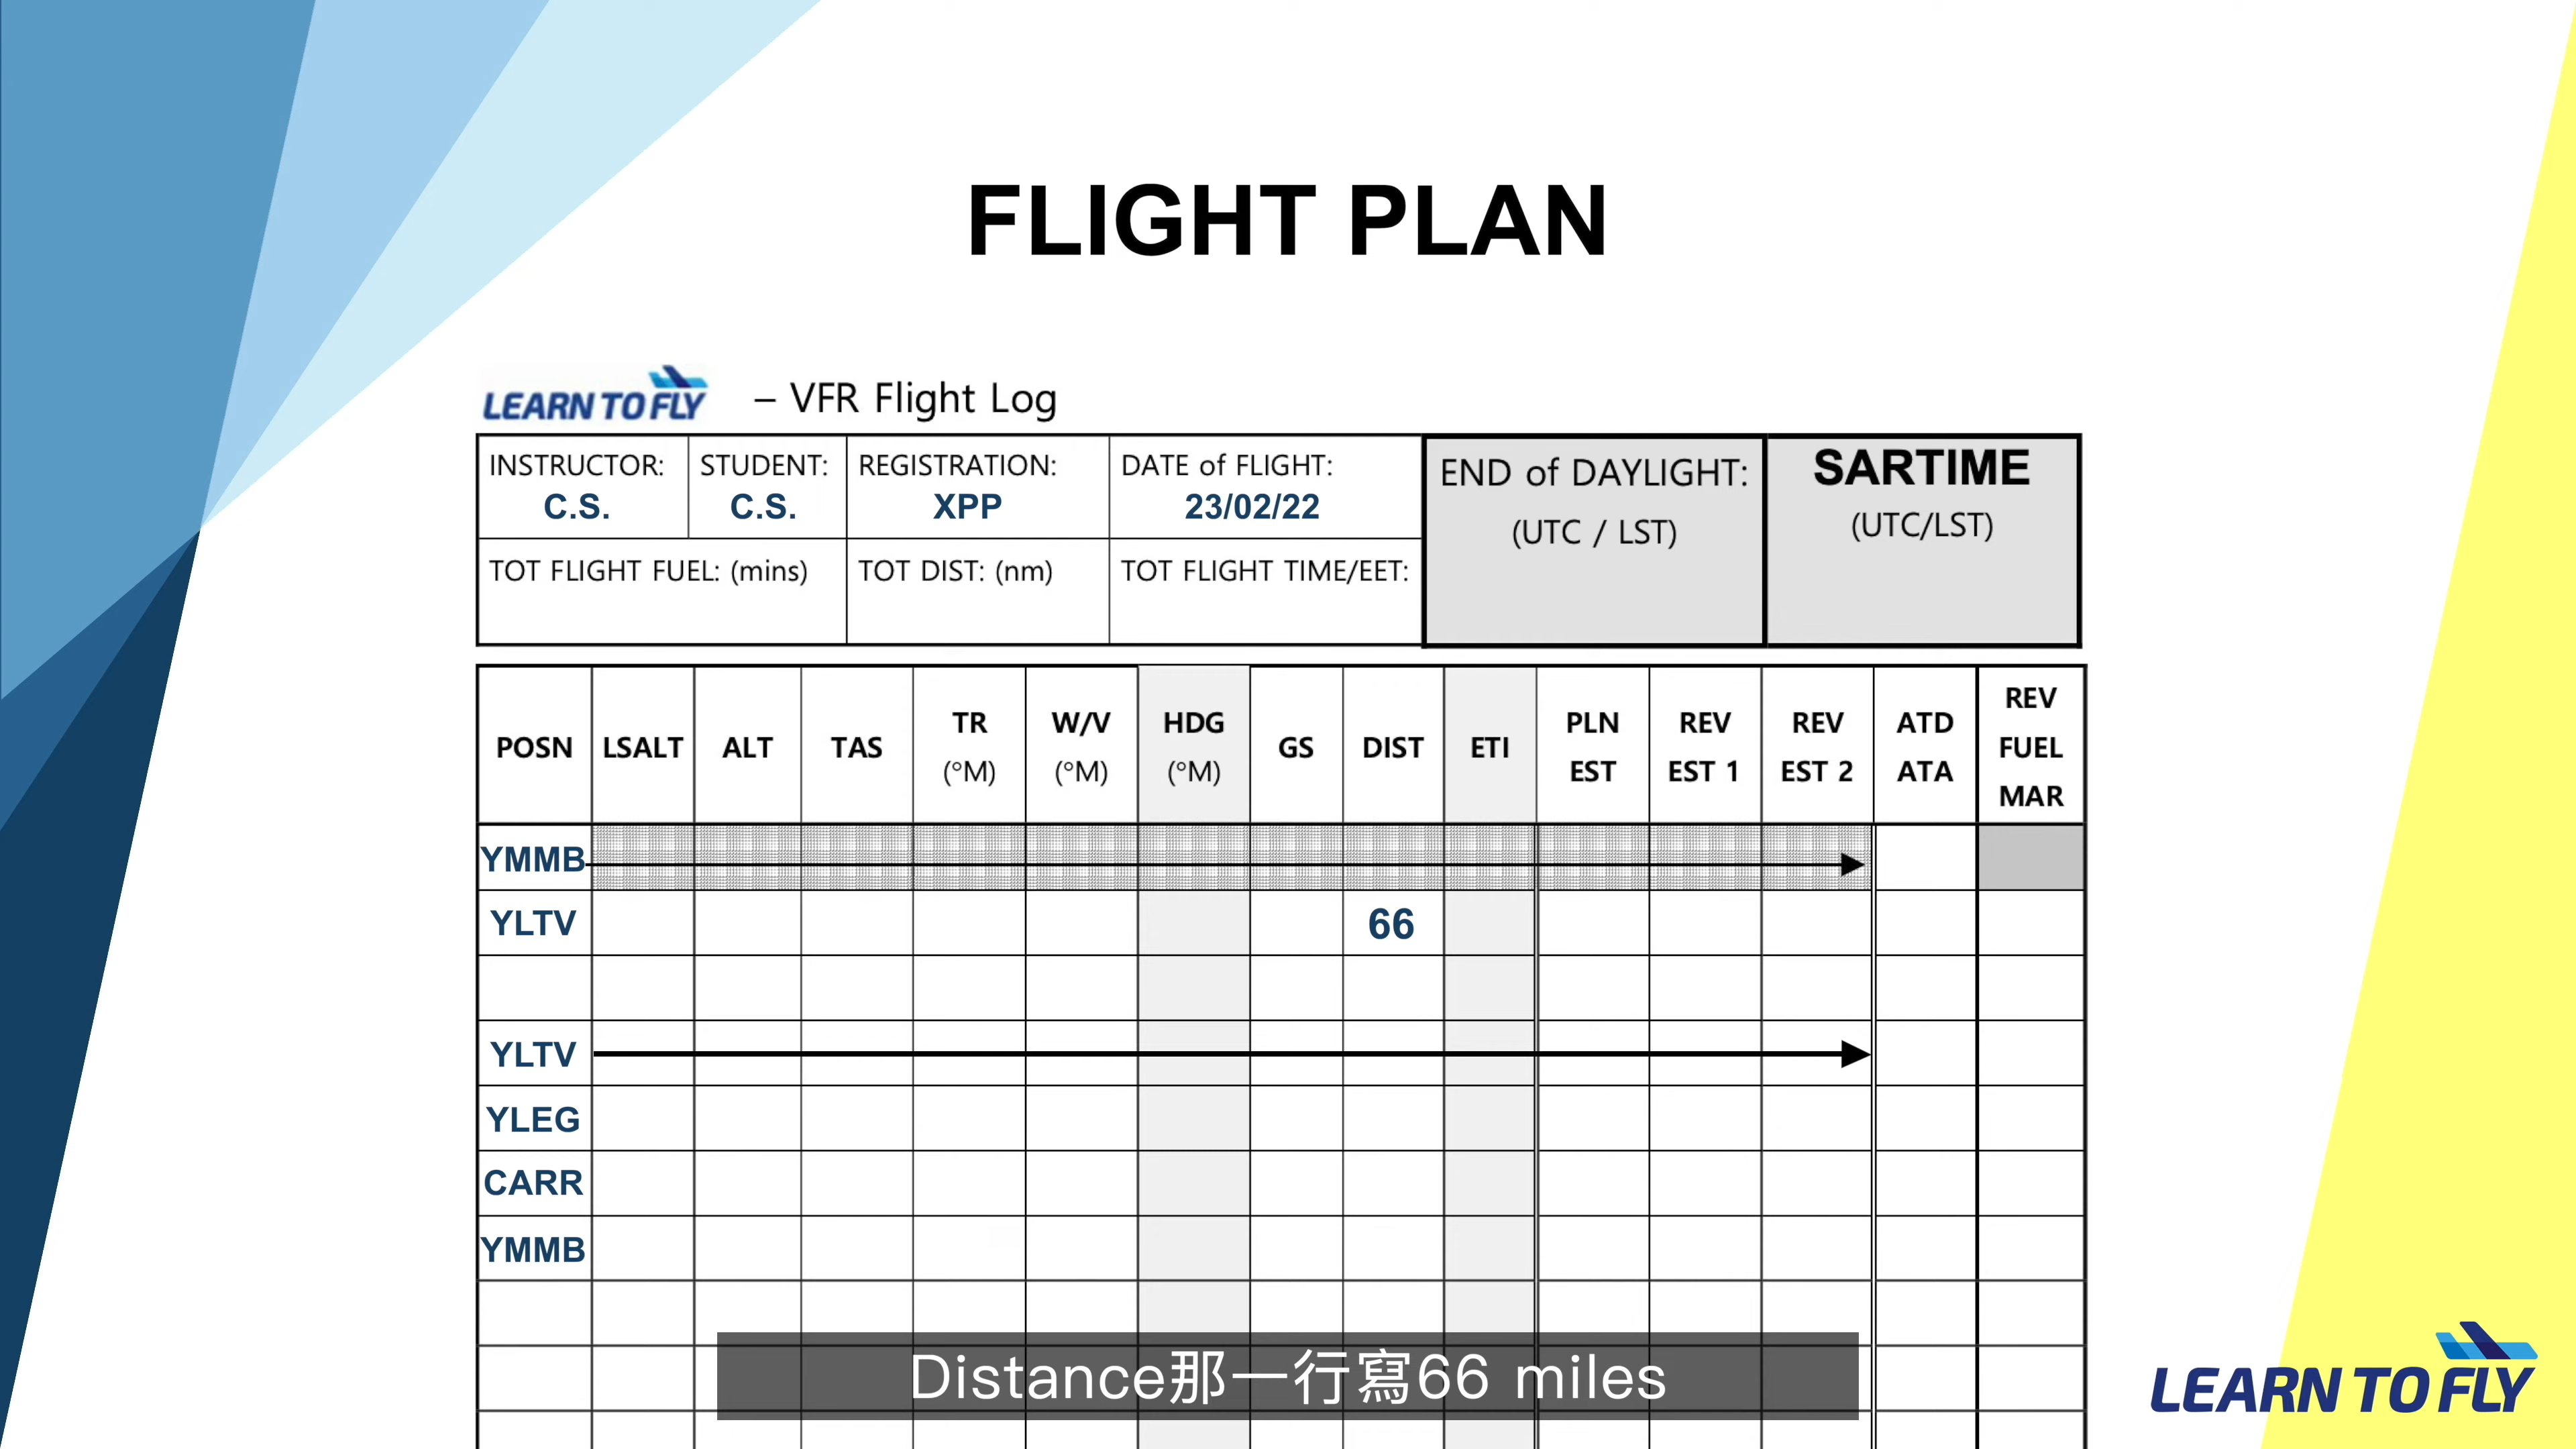 FLIGHT PLAN
LEARN TO FLY – VFR Flight Log
INSTRUCTOR: STUDENT: REGISTRATION: DATE of FLIGHT: END of DAYLIGHT: SARTIME
C.S. C.S. XPP 23/02/22 (UTC / LST) (UTC/LST)
TOT FLIGHT FUEL: (mins) TOT DIST: (nm) TOT FLIGHT TIME/EET:
POSN LSALT ALT TAS TR (°M) W/V (°M) HDG (°M) GS DIST ETI PLN EST REV EST 1 REV EST 2 ATD ATA REV FUEL MAR
YMMB
YLTV 66
YLTV
YLEG
CARR
YMMB
Distance那一行寫66 miles
LEARN TO FLY